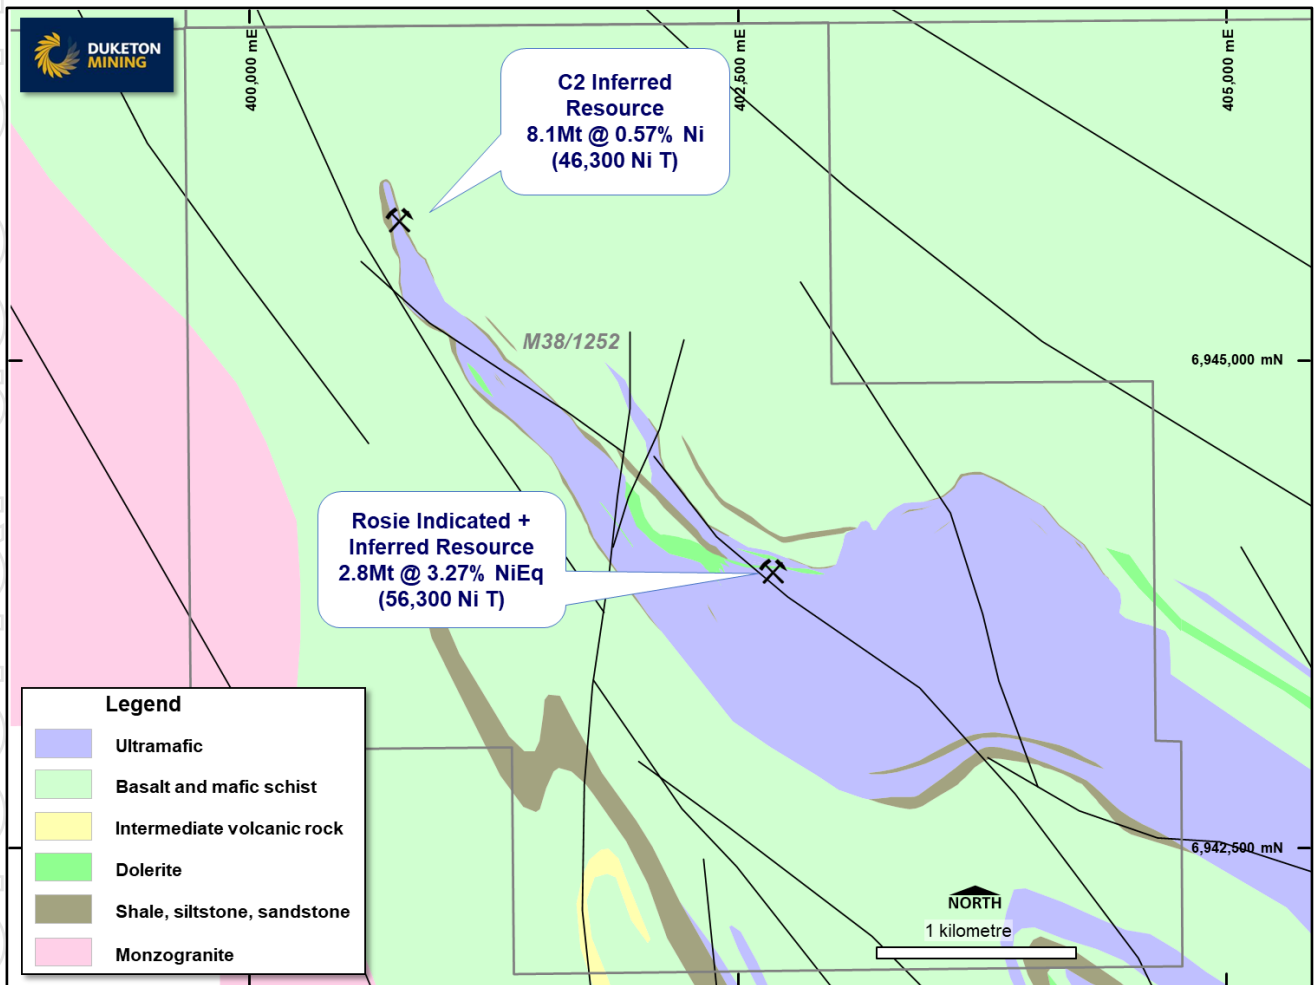 DUKETON
MINING
400,000 mE
402,500 mE
405,000 mE
C2 Inferred
Resource
8.1Mt @ 0.57% Ni
(46,300 Ni T)
M38/1252
6,945,000 mN
Rosie Indicated +
Inferred Resource
2.8Mt @ 3.27% NiEq
(56,300 Ni T)
Legend
Ultramafic
Basalt and mafic schist
Intermediate volcanic rock
Dolerite
Shale, siltstone, sandstone
Monzogranite
6,942,500 mN
NORTH
1 kilometre